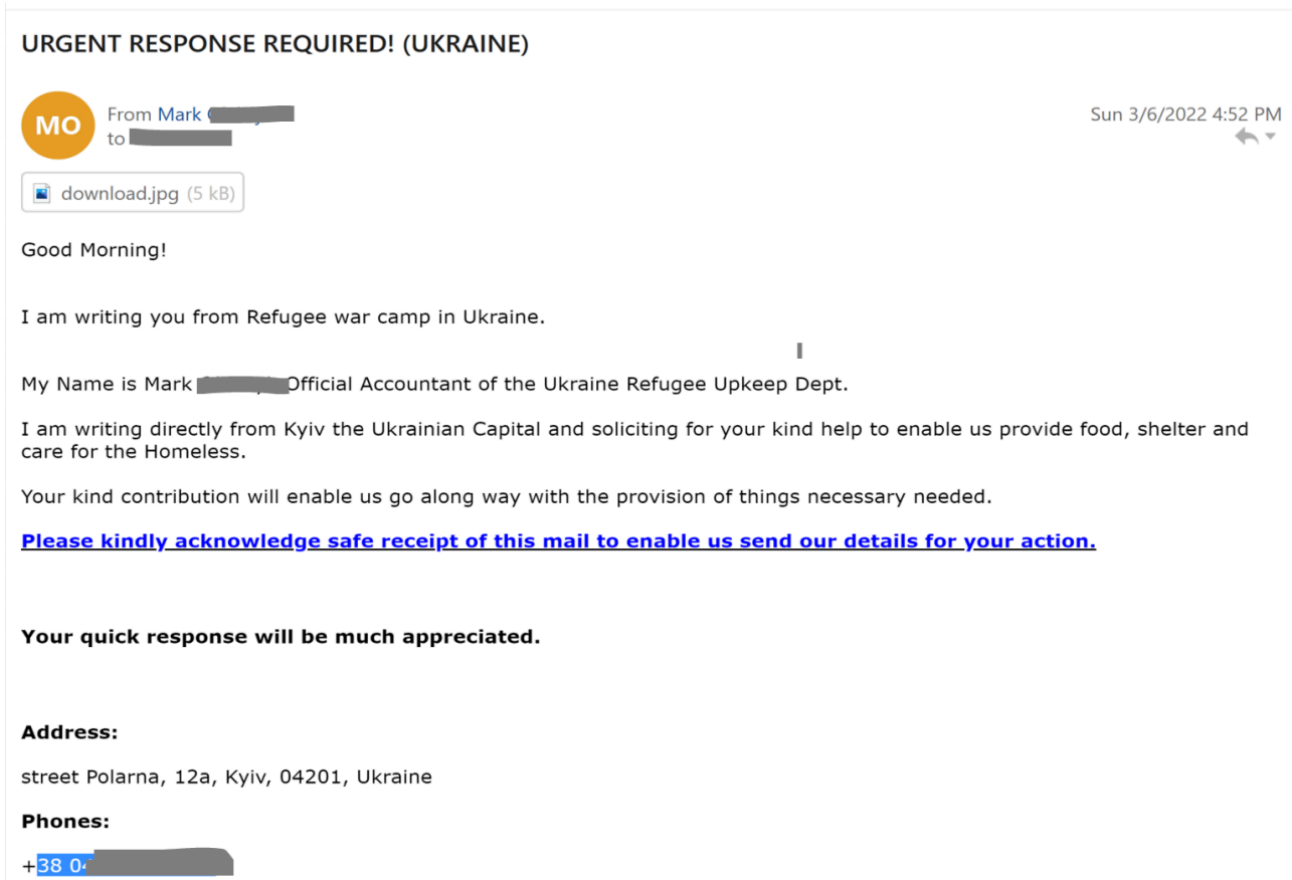 URGENT RESPONSE REQUIRED! (UKRAINE)
MO
From Mark
to
Sun 3/6/2022 4:52 PM
download.jpg (5 kB)
Good Morning!
I am writing you from Refugee war camp in Ukraine.
My Name is Mark Official Accountant of the Ukraine Refugee Upkeep Dept.
I am writing directly from Kyiv the Ukrainian Capital and soliciting for your kind help to enable us provide food, shelter and
care for the Homeless.
Your kind contribution will enable us go along way with the provision of things necessary needed.
Please kindly acknowledge safe receipt of this mail to enable us send our details for your action.
Your quick response will be much appreciated.
Address:
street Polarna, 12a, Kyiv, 04201, Ukraine
Phones:
+38 04